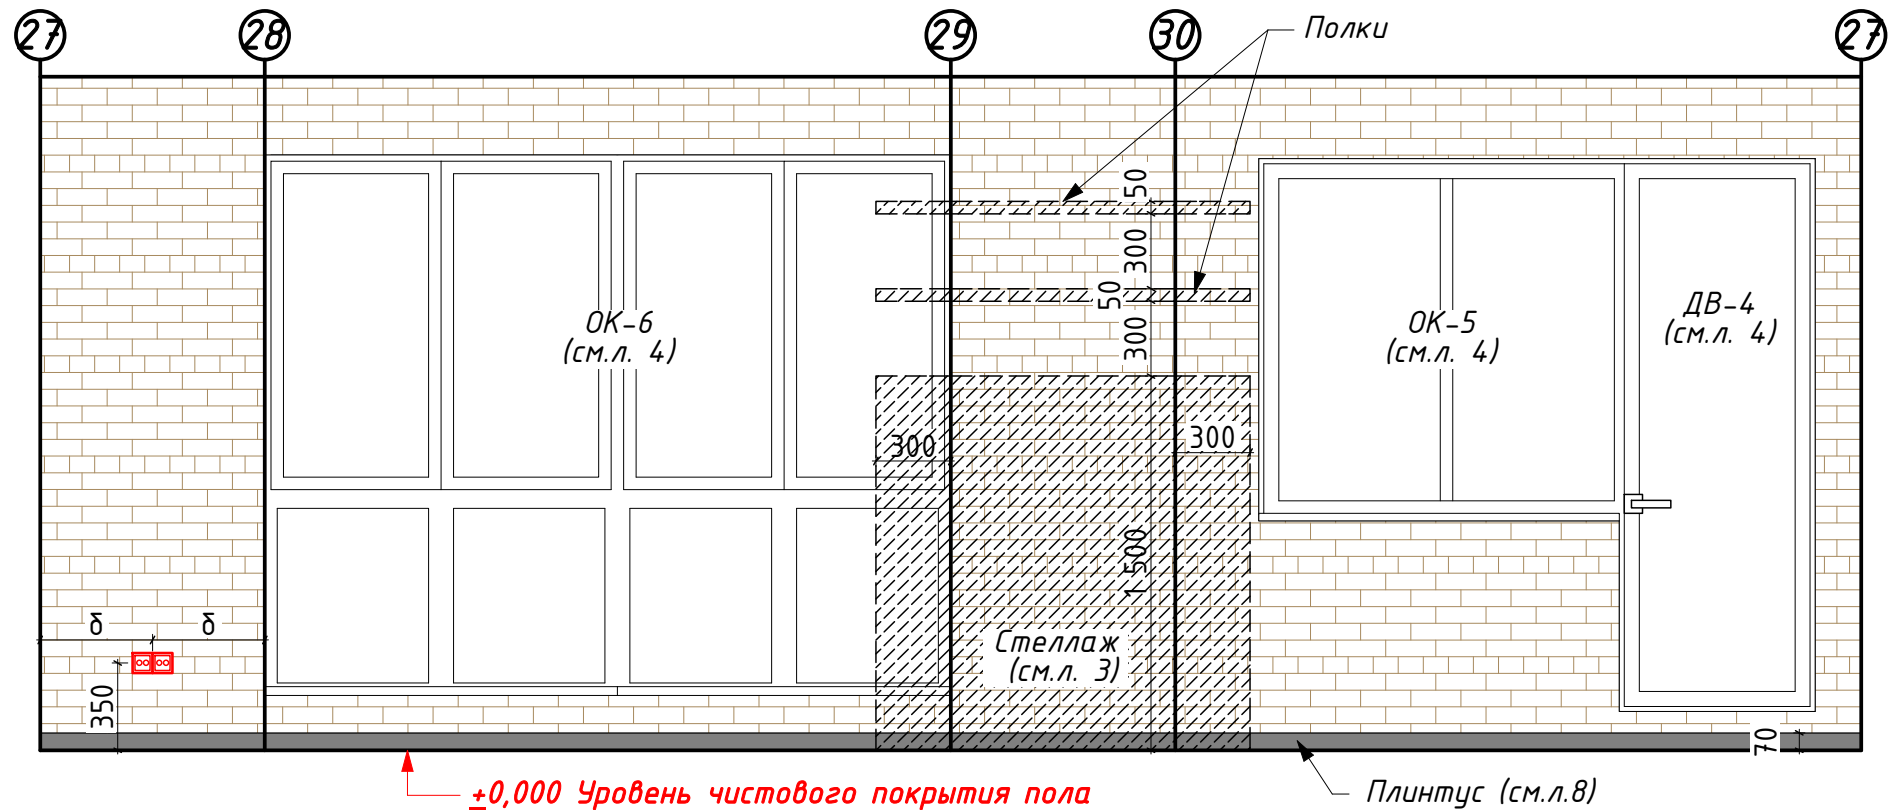 27
28
29
30
27
Полки
50
300
50
300
ОК-6
(см.л. 4)
ОК-5
(см.л. 4)
ДВ-4
(см.л. 4)
300
300
1500
δ
δ
Стеллаж
(см.л. 3)
350
70
±0,000 Уровень чистового покрытия пола
Плинтус (см.л.8)